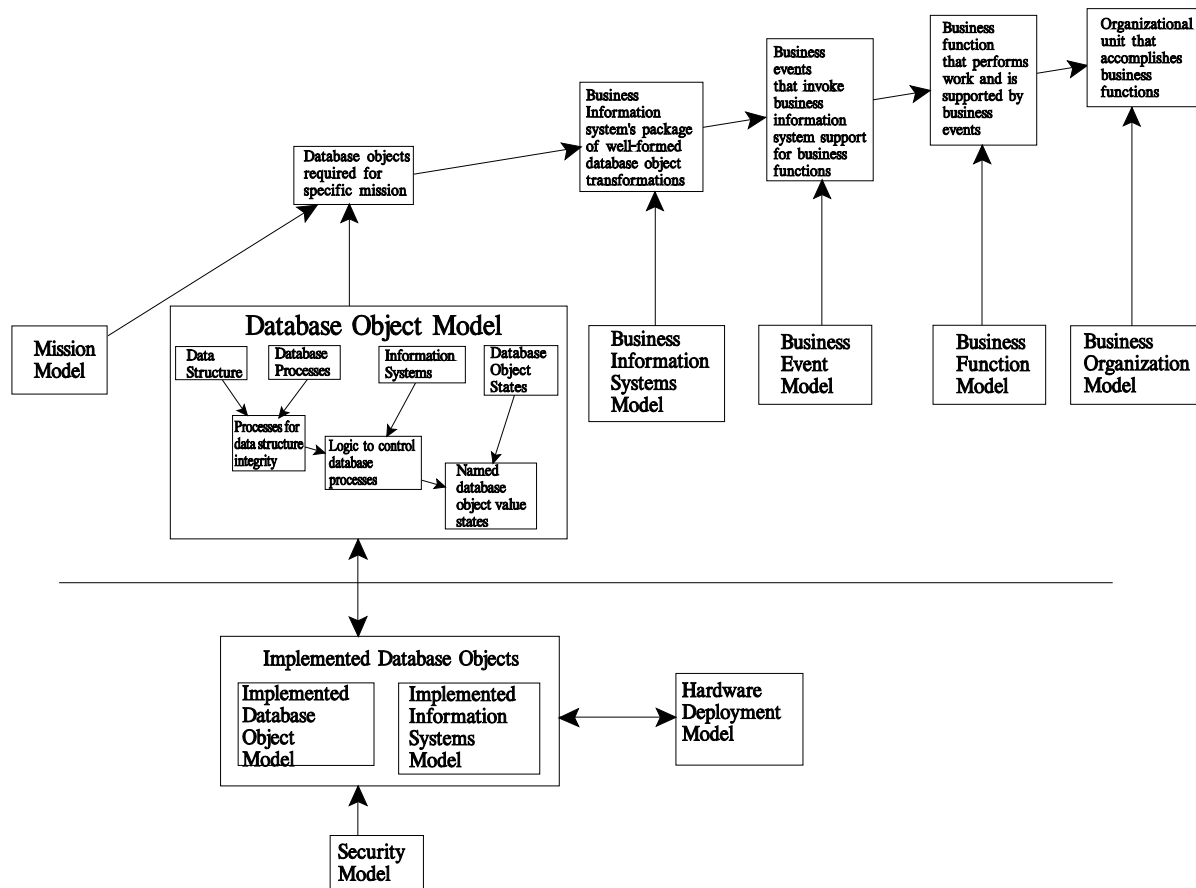 Organizational
unit that
accomplishes
business
functions
Business
function
that performs
work and is
supported by
business
events
Business
events
that invoke
business
information
system support
for business
functions
Business
Information
system's package
of well-formed
database object
transformations
Database objects
required for
specific mission
Mission
Model
Database Object Model
Data
Structure
Database
Processes
Information
Systems
Database
Object
States
Processes for
data structure
integrity
Logic to control
database
processes
Named
database
object value
states
Business
Information
Systems
Model
Business
Event
Model
Business
Function
Model
Business
Organization
Model
Implemented Database Objects
Implemented
Database
Object
Model
Implemented
Information
Systems
Model
Hardware
Deployment
Model
Security
Model